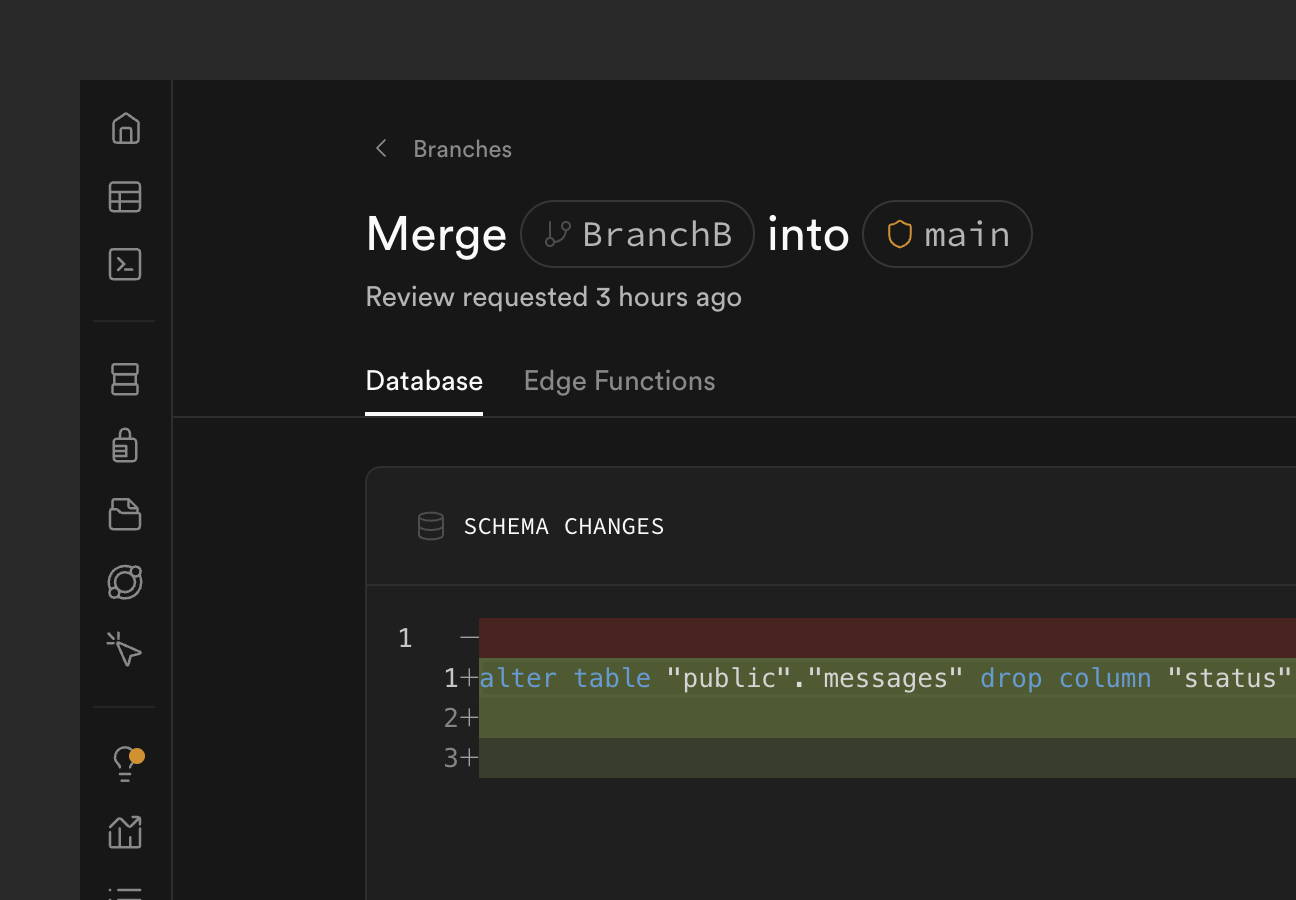 Branches
Merge BranchB into main
Review requested 3 hours ago
Database Edge Functions
SCHEMA CHANGES
1 —
1+alter table "public"."messages" drop column "status"
2+
3+